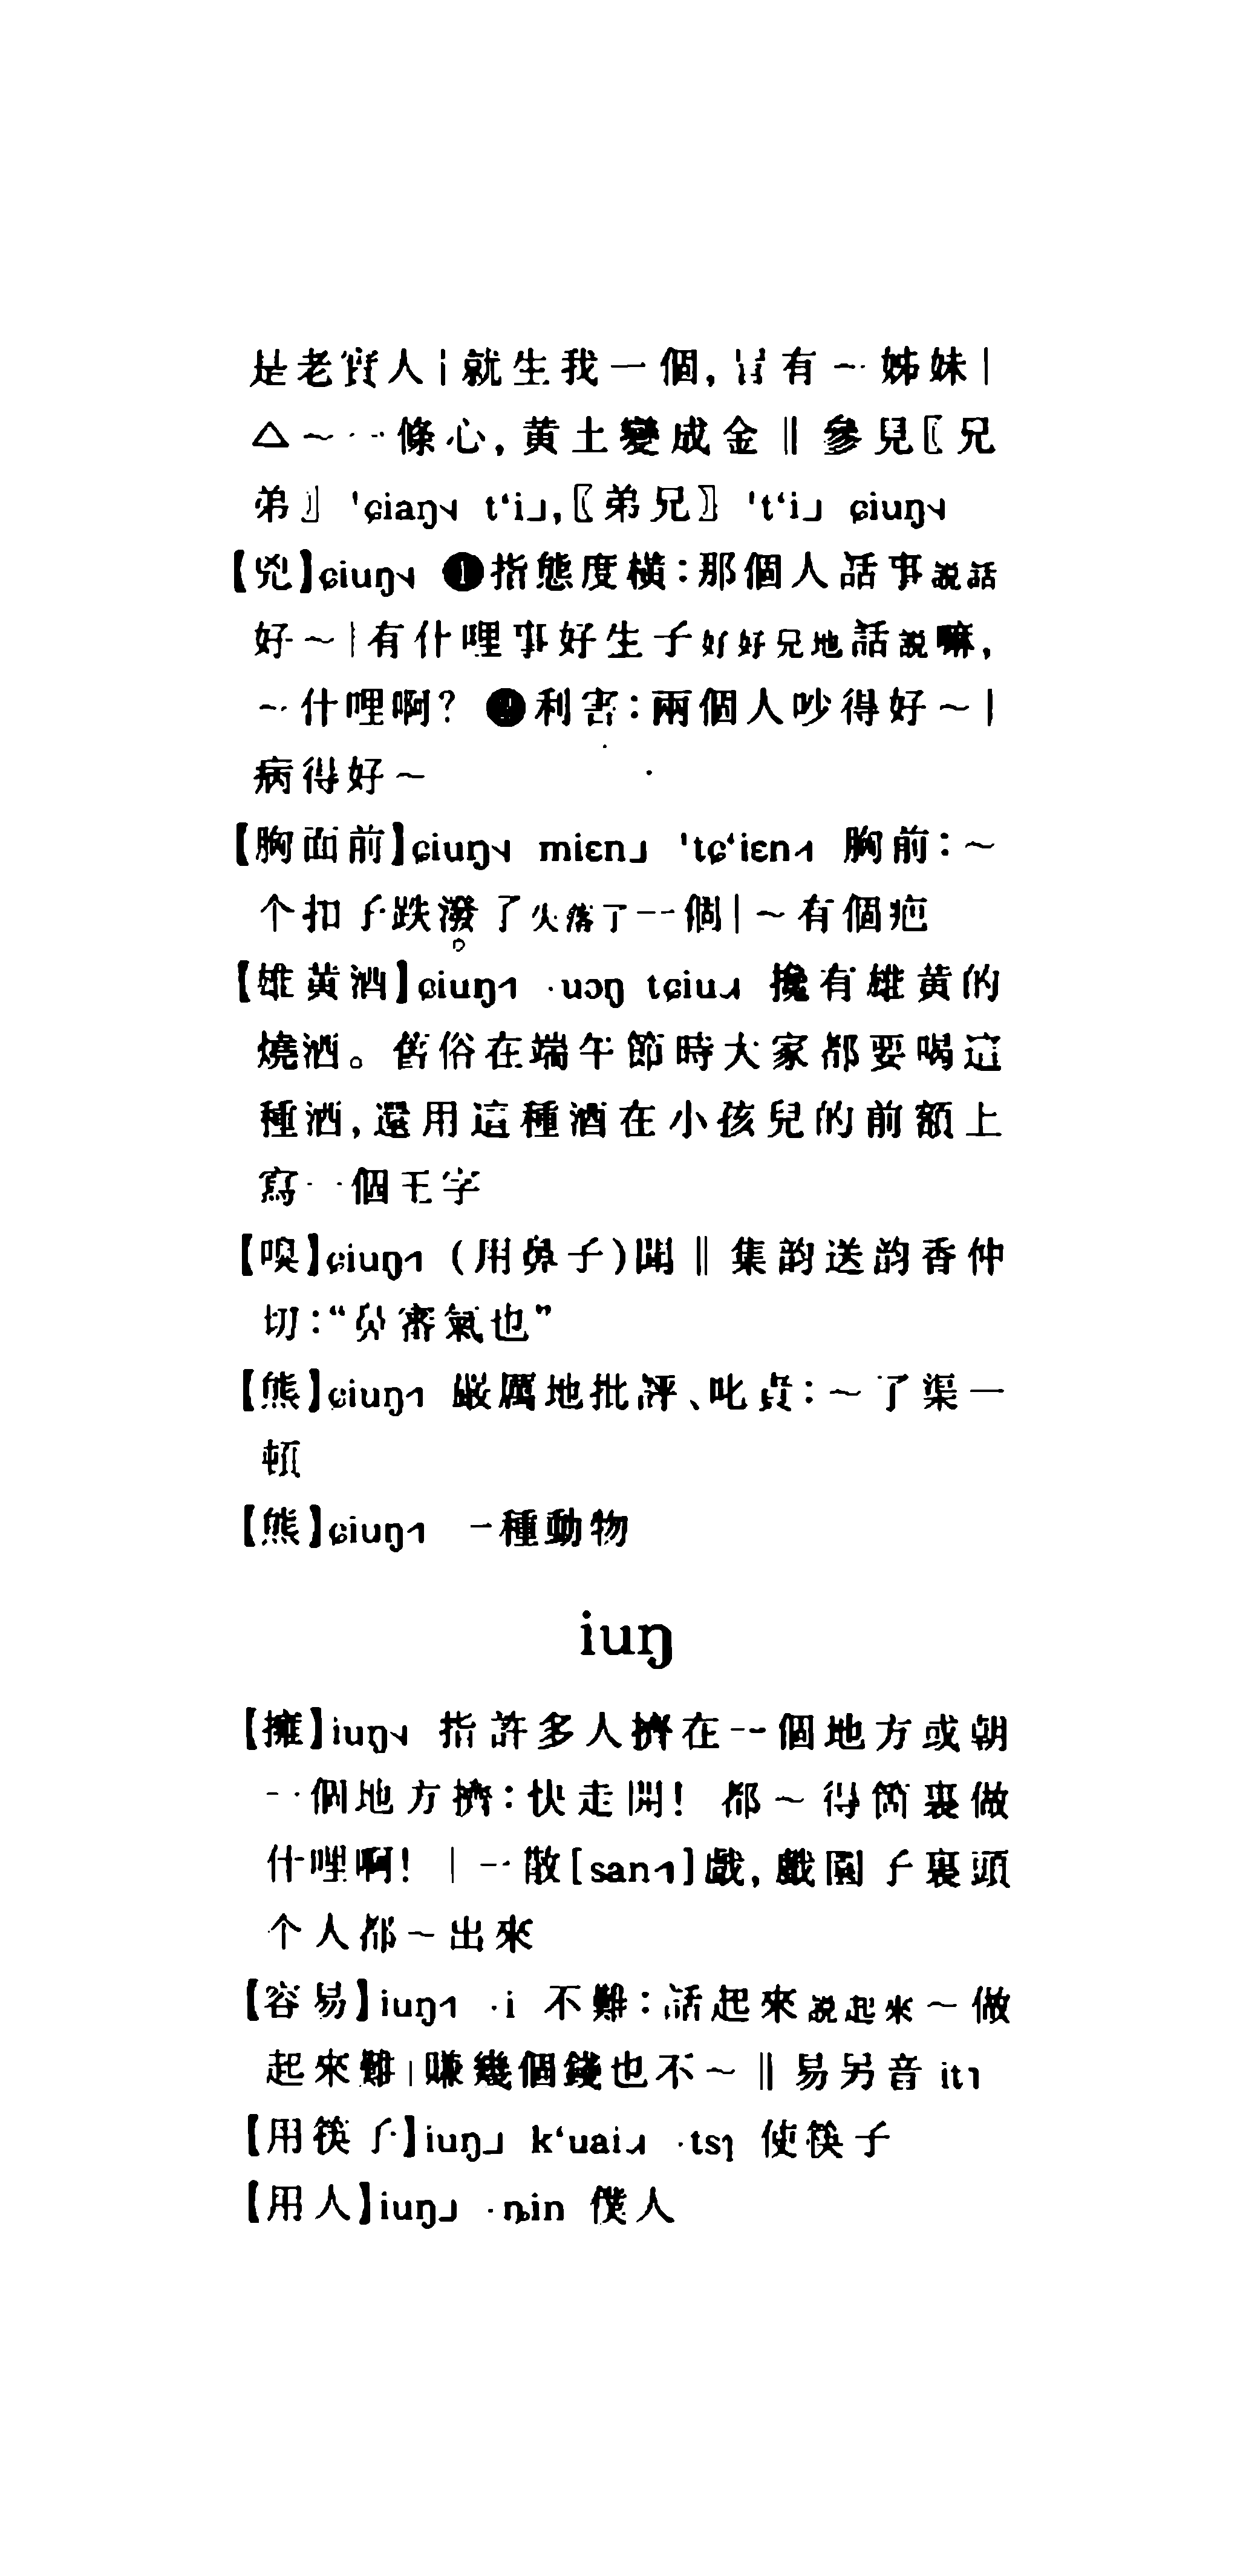 是老實人|就生我一個,冇有～姊妹|
△～一條心,黄土變成金‖參見〖兄
弟〗'ɕiaŋ˧˨ t‘i˩,〖弟兄〗't‘i˩ ɕiuŋ˧˨
【兇】ɕiuŋ˧˨ ❶指態度橫:那個人話事説話
好～|有什哩事好生子好好兒地話説嘛,
～什哩啊? ❷利害:兩個人吵得好～|
病得好～
【胸面前】ɕiuŋ˧˨ miɛn˩ 'tɕ‘iɛn˧˥ 胸前:～
个扣子跌潑了失落了一個|～有個疤
【雄黄酒】ɕiuŋ˧˥ ·uɔŋ tɕiu˨˩˧ 攙有雄黄的
燒酒。舊俗在端午節時大家都要喝這
種酒,還用這種酒在小孩兒的前額上
寫一個王字
【嗅】ɕiuŋ˧˥ (用鼻子)聞‖集韵送韵香仲
切:“鼻審氣也”
【熊】ɕiuŋ˧˥ 嚴厲地批評、叱責:～了渠一
頓
【熊】ɕiuŋ˧˥ 一種動物
iuŋ
【擁】iuŋ˧˨ 指許多人擠在一個地方或朝
一個地方擠:快走開! 都～得箇裏做
什哩啊! |一散[san˧˥]戲,戲園子裏頭
个人都～出來
【容易】iuŋ˧˥ ·i 不難:話起來説起來～做
起來難|賺幾個錢也不～‖易另音 it˥
【用筷子】iuŋ˩ k‘uai˨˩˧ ·tsɿ 使筷子
【用人】iuŋ˩ ·ȵin 僕人